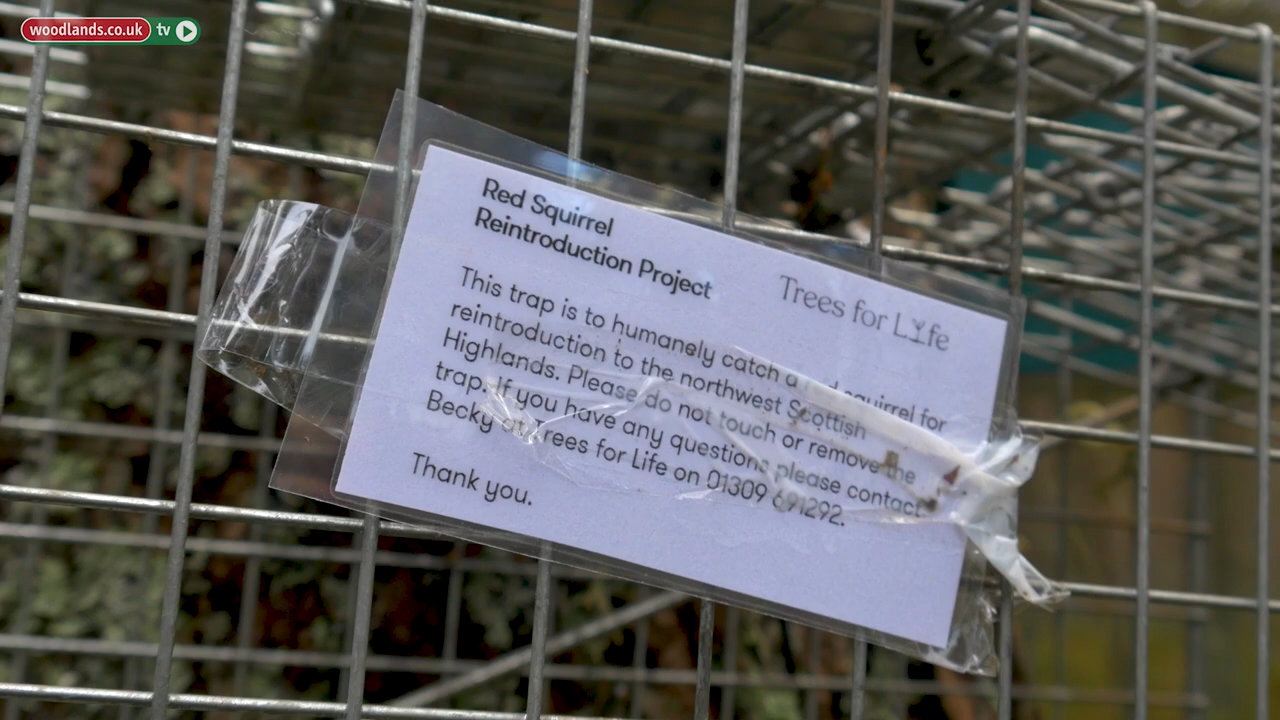 woodlands.co.uk tv
Red Squirrel
Reintroduction Project
Trees for Life
This trap is to humanely catch a red squirrel for
reintroduction to the northwest Scottish
Highlands. Please do not touch or remove the
trap. If you have any questions please contact
Becky at Trees for Life on 01309 691292.
Thank you.